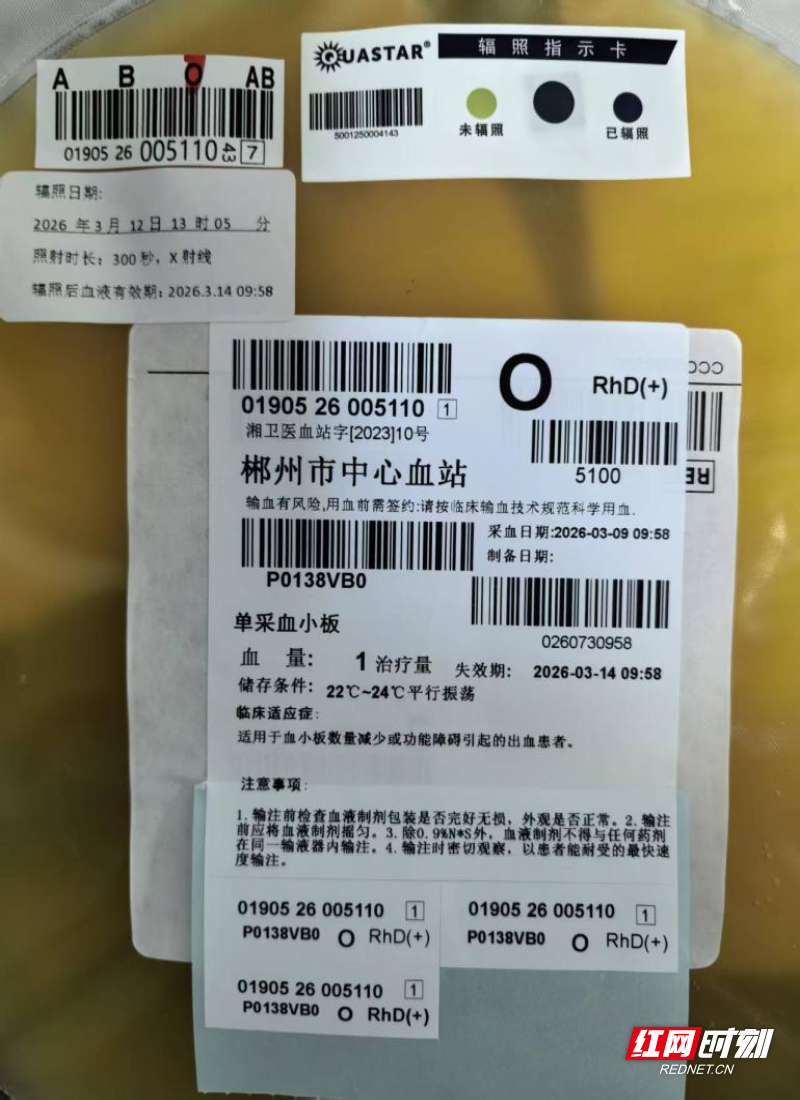 A B O AB
01905 26 005110 43 7
QUASTAR® 辐照指示卡
5001250004143
未辐照 已辐照
辐照日期:
2026 年3月 12日 13 时05 分
照射时长: 300秒, X射线
辐照后血液有效期: 2026.3.14 09:58
01905 26 005110 1
O RhD(+)
湘卫医血站字[2023]10号
郴州市中心血站
5100
输血有风险,用血前需签约:请按临床输血技术规范科学用血.
采血日期:2026-03-09 09:58
制备日期:
P0138VB0
0260730958
单采血小板
血 量: 1 治疗量
失效期: 2026-03-14 09:58
储存条件: 22℃~24℃平行振荡
临床适应症:
适用于血小板数量减少或功能障碍引起的出血患者。
注意事项:
1.输注前检查血液制剂包装是否完好无损，外观是否正常。2.输注
前应将血液制剂摇匀。3.除0.9%N*S外，血液制剂不得与任何药剂
在同一输液器内输注。4.输注时密切观察，以患者能耐受的最快速
度输注。
01905 26 005110 1
P0138VB0 O RhD(+)
01905 26 005110 1
P0138VB0 O RhD(+)
01905 26 005110 1
P0138VB0 O RhD(+)
红网时刻
REDNET.CN